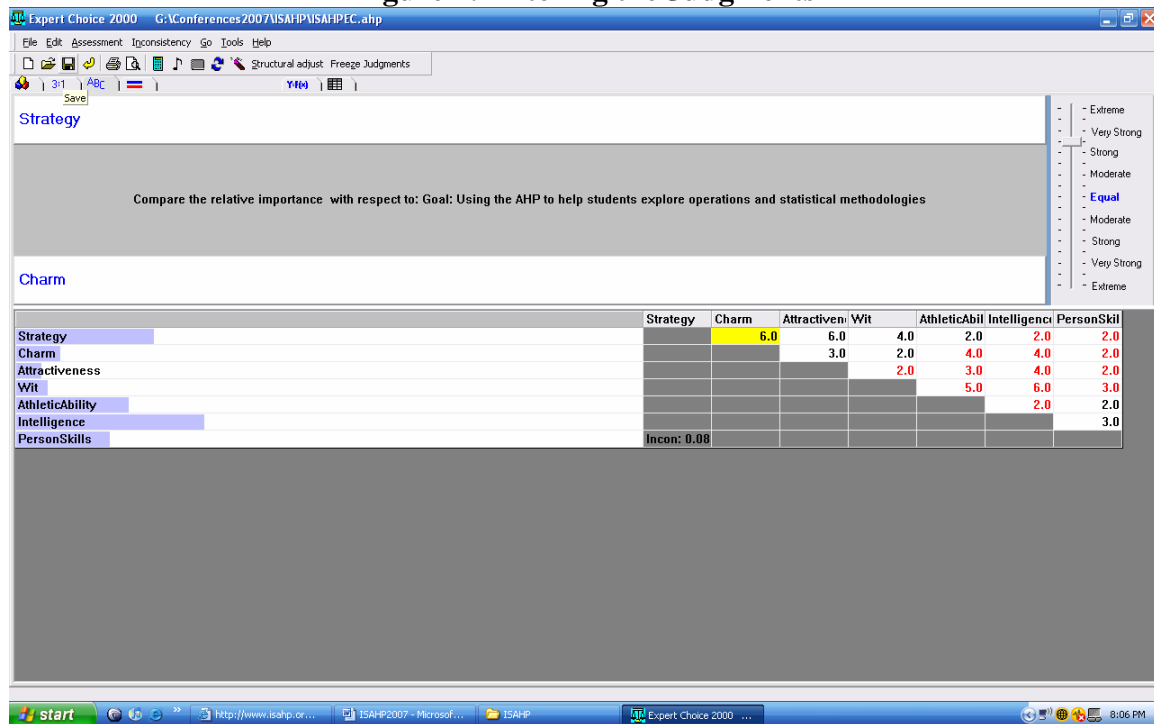 Expert Choice 2000 G:\Conferences2007\ISAHP\ISAHPEC.ahp
File Edit Assessment Inconsistency Go Tools Help
Structural adjust Freeze Judgments
3:1 ABC Y:f(x)
Save
Strategy
Compare the relative importance with respect to: Goal: Using the AHP to help students explore operations and statistical methodologies
Charm
Extreme
Very Strong
Strong
Moderate
Equal
Moderate
Strong
Very Strong
Extreme
Strategy Charm Attractiven Wit AthleticAbil Intelligenc PersonSkil
Strategy 6.0 6.0 4.0 2.0 2.0 2.0
Charm 3.0 2.0 4.0 4.0 2.0
Attractiveness 2.0 3.0 4.0 2.0
Wit 5.0 6.0 3.0
AthleticAbility 2.0 2.0
Intelligence 3.0
PersonSkills Incon: 0.08
start http://www.isahp.or... ISAHP2007 - Microsof... ISAHP Expert Choice 2000 ... 8:06 PM